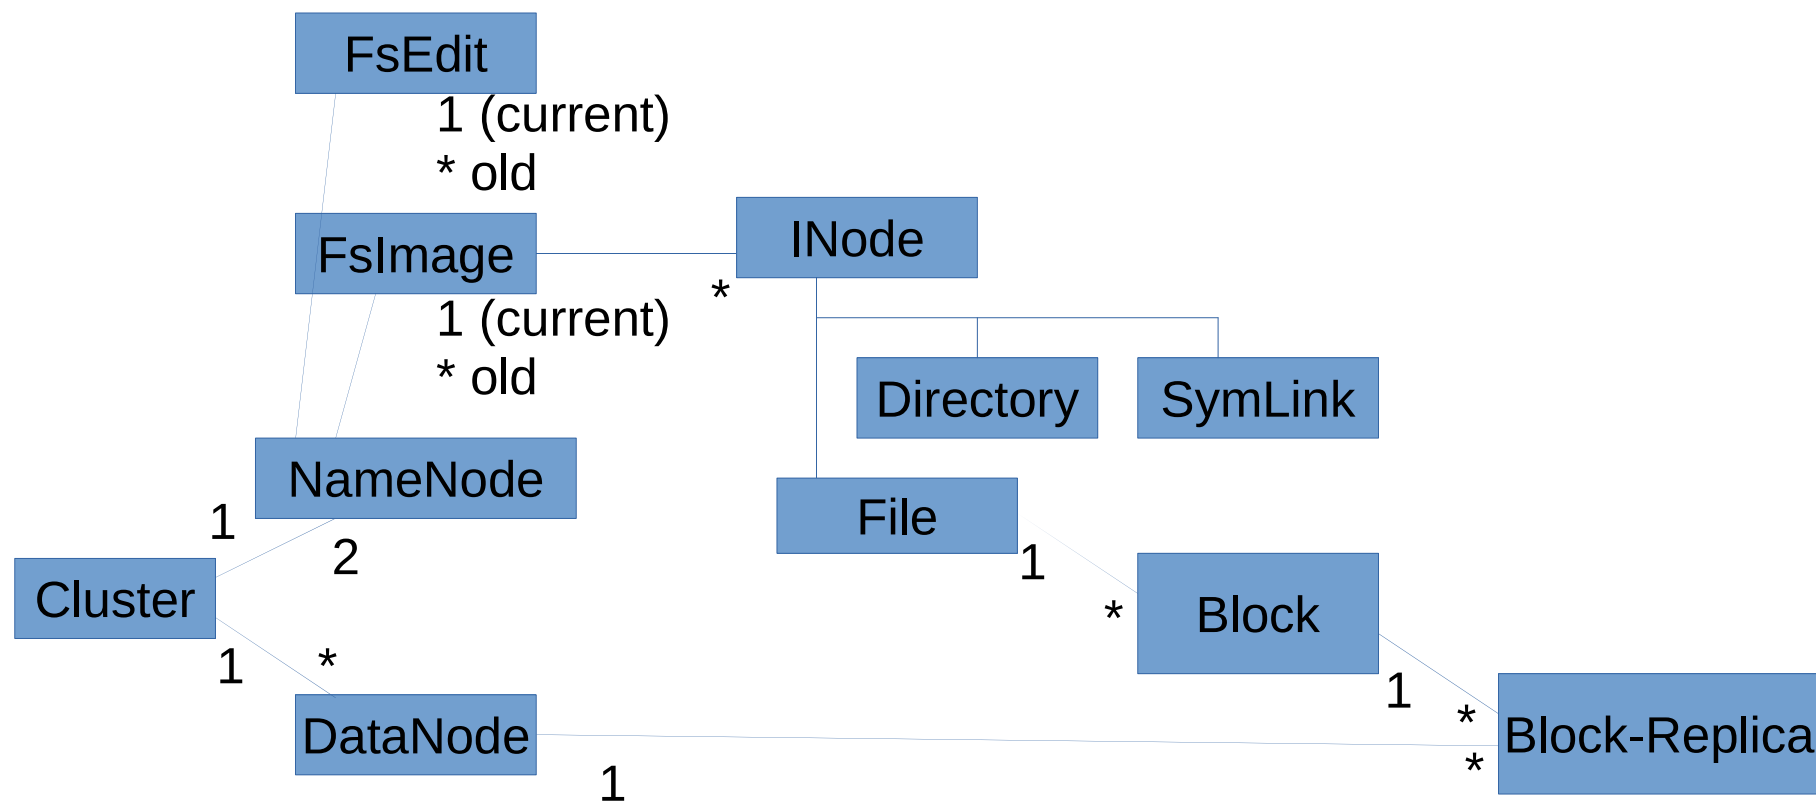 FsEdit
1 (current)
* old
FsImage
INode
*
1 (current)
* old
Directory
SymLink
NameNode
File
1
2
1
Cluster
*
Block
1
*
DataNode
1
*
Block-Replica
*
1